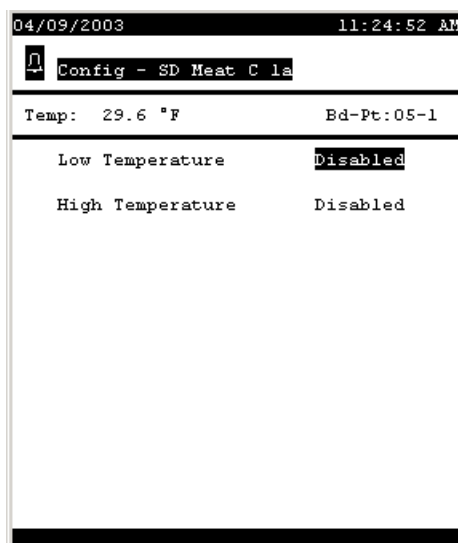 04/09/2003 11:24:52 AM
Config - SD Meat C la
Temp: 29.6 °F Bd-Pt:05-1
Low Temperature Disabled
High Temperature Disabled